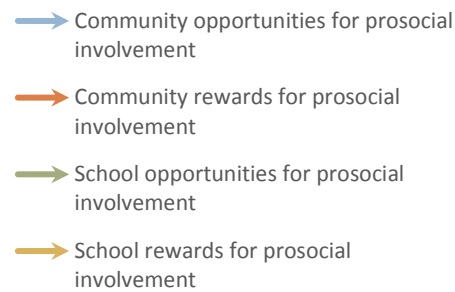 Community opportunities for prosocial
involvement
Community rewards for prosocial
involvement
School opportunities for prosocial
involvement
School rewards for prosocial
involvement